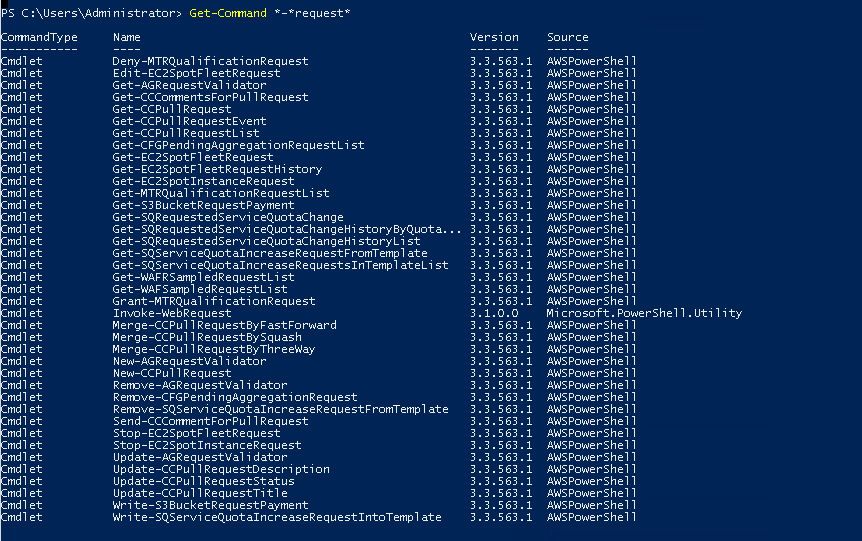 PS C:\Users\Administrator> Get-Command *-*request*
CommandType Name Version Source
----------- ---- ------- ------
Cmdlet Deny-MTRQualificationRequest 3.3.563.1 AWSPowerShell
Cmdlet Edit-EC2SpotFleetRequest 3.3.563.1 AWSPowerShell
Cmdlet Get-AGRequestValidator 3.3.563.1 AWSPowerShell
Cmdlet Get-CCCommentsForPullRequest 3.3.563.1 AWSPowerShell
Cmdlet Get-CCPullRequest 3.3.563.1 AWSPowerShell
Cmdlet Get-CCPullRequestEvent 3.3.563.1 AWSPowerShell
Cmdlet Get-CCPullRequestList 3.3.563.1 AWSPowerShell
Cmdlet Get-CFGPendingAggregationRequestList 3.3.563.1 AWSPowerShell
Cmdlet Get-EC2SpotFleetRequest 3.3.563.1 AWSPowerShell
Cmdlet Get-EC2SpotFleetRequestHistory 3.3.563.1 AWSPowerShell
Cmdlet Get-EC2SpotInstanceRequest 3.3.563.1 AWSPowerShell
Cmdlet Get-MTRQualificationRequestList 3.3.563.1 AWSPowerShell
Cmdlet Get-S3BucketRequestPayment 3.3.563.1 AWSPowerShell
Cmdlet Get-SQRequestedServiceQuotaChange 3.3.563.1 AWSPowerShell
Cmdlet Get-SQRequestedServiceQuotaChangeHistoryByQuota... 3.3.563.1 AWSPowerShell
Cmdlet Get-SQRequestedServiceQuotaChangeHistoryList 3.3.563.1 AWSPowerShell
Cmdlet Get-SQServiceQuotaIncreaseRequestFromTemplate 3.3.563.1 AWSPowerShell
Cmdlet Get-SQServiceQuotaIncreaseRequestsInTemplateList 3.3.563.1 AWSPowerShell
Cmdlet Get-WAFRSampledRequestList 3.3.563.1 AWSPowerShell
Cmdlet Get-WAFSampledRequestList 3.3.563.1 AWSPowerShell
Cmdlet Grant-MTRQualificationRequest 3.3.563.1 AWSPowerShell
Cmdlet Invoke-WebRequest 3.1.0.0 Microsoft.PowerShell.Utility
Cmdlet Merge-CCPullRequestByFastForward 3.3.563.1 AWSPowerShell
Cmdlet Merge-CCPullRequestBySquash 3.3.563.1 AWSPowerShell
Cmdlet Merge-CCPullRequestByThreeWay 3.3.563.1 AWSPowerShell
Cmdlet New-AGRequestValidator 3.3.563.1 AWSPowerShell
Cmdlet New-CCPullRequest 3.3.563.1 AWSPowerShell
Cmdlet Remove-AGRequestValidator 3.3.563.1 AWSPowerShell
Cmdlet Remove-CFGPendingAggregationRequest 3.3.563.1 AWSPowerShell
Cmdlet Remove-SQServiceQuotaIncreaseRequestFromTemplate 3.3.563.1 AWSPowerShell
Cmdlet Send-CCCommentForPullRequest 3.3.563.1 AWSPowerShell
Cmdlet Stop-EC2SpotFleetRequest 3.3.563.1 AWSPowerShell
Cmdlet Stop-EC2SpotInstanceRequest 3.3.563.1 AWSPowerShell
Cmdlet Update-AGRequestValidator 3.3.563.1 AWSPowerShell
Cmdlet Update-CCPullRequestDescription 3.3.563.1 AWSPowerShell
Cmdlet Update-CCPullRequestStatus 3.3.563.1 AWSPowerShell
Cmdlet Update-CCPullRequestTitle 3.3.563.1 AWSPowerShell
Cmdlet Write-S3BucketRequestPayment 3.3.563.1 AWSPowerShell
Cmdlet Write-SQServiceQuotaIncreaseRequestIntoTemplate 3.3.563.1 AWSPowerShell